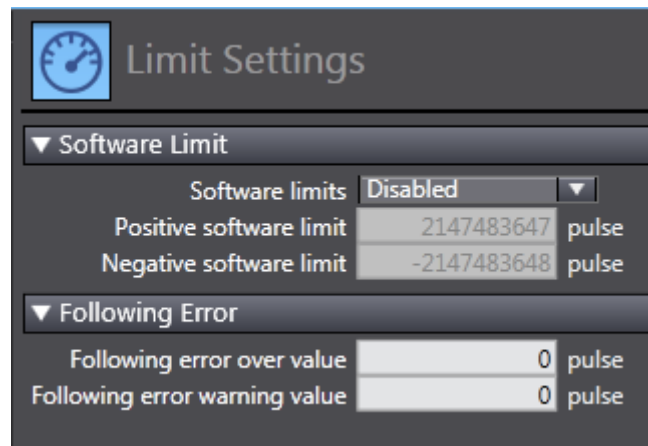 Limit Settings
Software Limit
Software limits Disabled
Positive software limit 2147483647 pulse
Negative software limit -2147483648 pulse
Following Error
Following error over value 0 pulse
Following error warning value 0 pulse